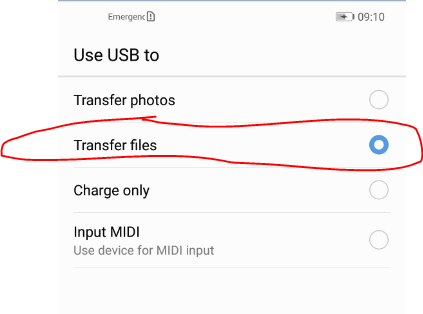 Emergenc
09:10
Use USB to
Transfer photos
Transfer files
Charge only
Input MIDI
Use device for MIDI input